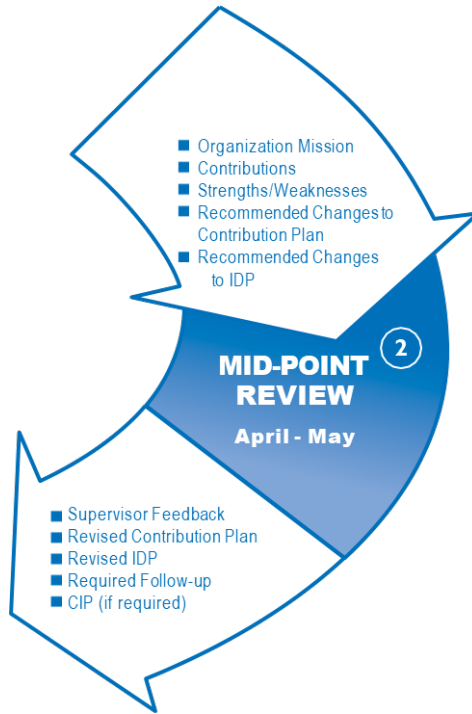 ■ Organization Mission
■ Contributions
■ Strengths/Weaknesses
■ Recommended Changes to
Contribution Plan
■ Recommended Changes
to IDP
2
MID-POINT
REVIEW
April - May
■ Supervisor Feedback
■ Revised Contribution Plan
■ Revised IDP
■ Required Follow-up
■ CIP (if required)